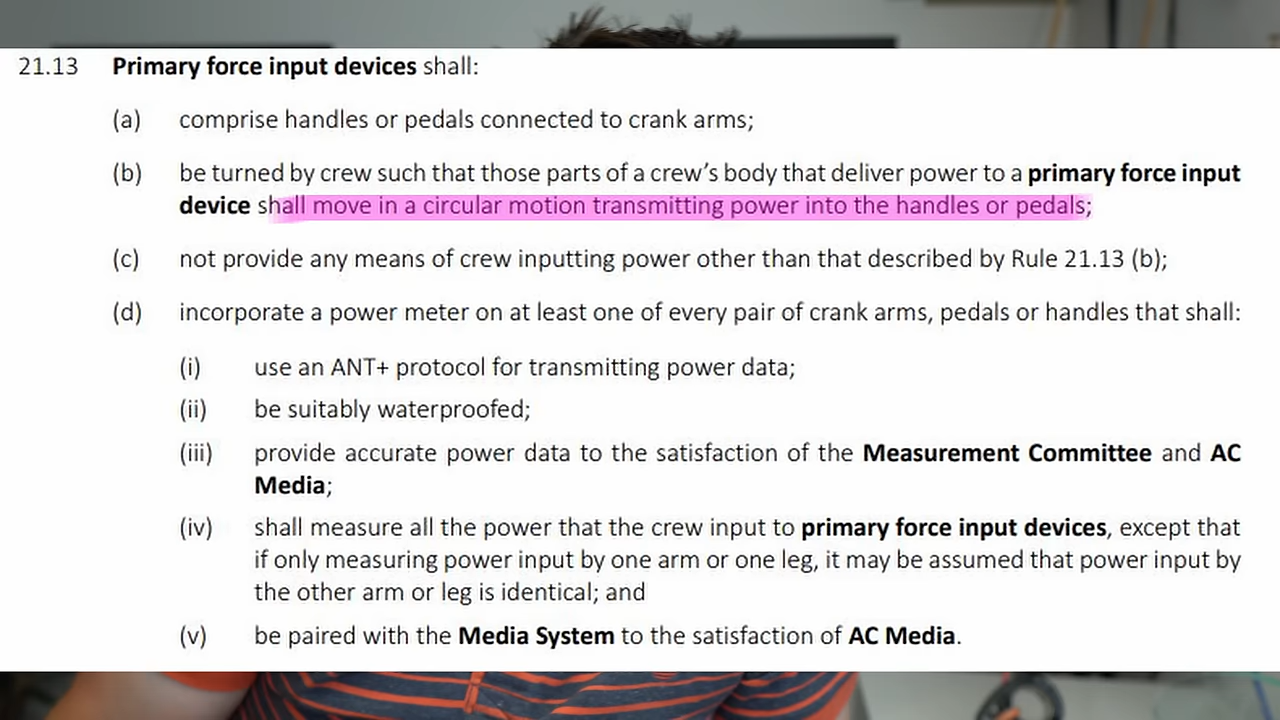 21.13 Primary force input devices shall:
(a) comprise handles or pedals connected to crank arms;
(b) be turned by crew such that those parts of a crew's body that deliver power to a primary force input
device shall move in a circular motion transmitting power into the handles or pedals;
(c) not provide any means of crew inputting power other than that described by Rule 21.13 (b);
(d) incorporate a power meter on at least one of every pair of crank arms, pedals or handles that shall:
(i) use an ANT+ protocol for transmitting power data;
(ii) be suitably waterproofed;
(iii) provide accurate power data to the satisfaction of the Measurement Committee and AC
Media;
(iv) shall measure all the power that the crew input to primary force input devices, except that
if only measuring power input by one arm or one leg, it may be assumed that power input by
the other arm or leg is identical; and
(v) be paired with the Media System to the satisfaction of AC Media.